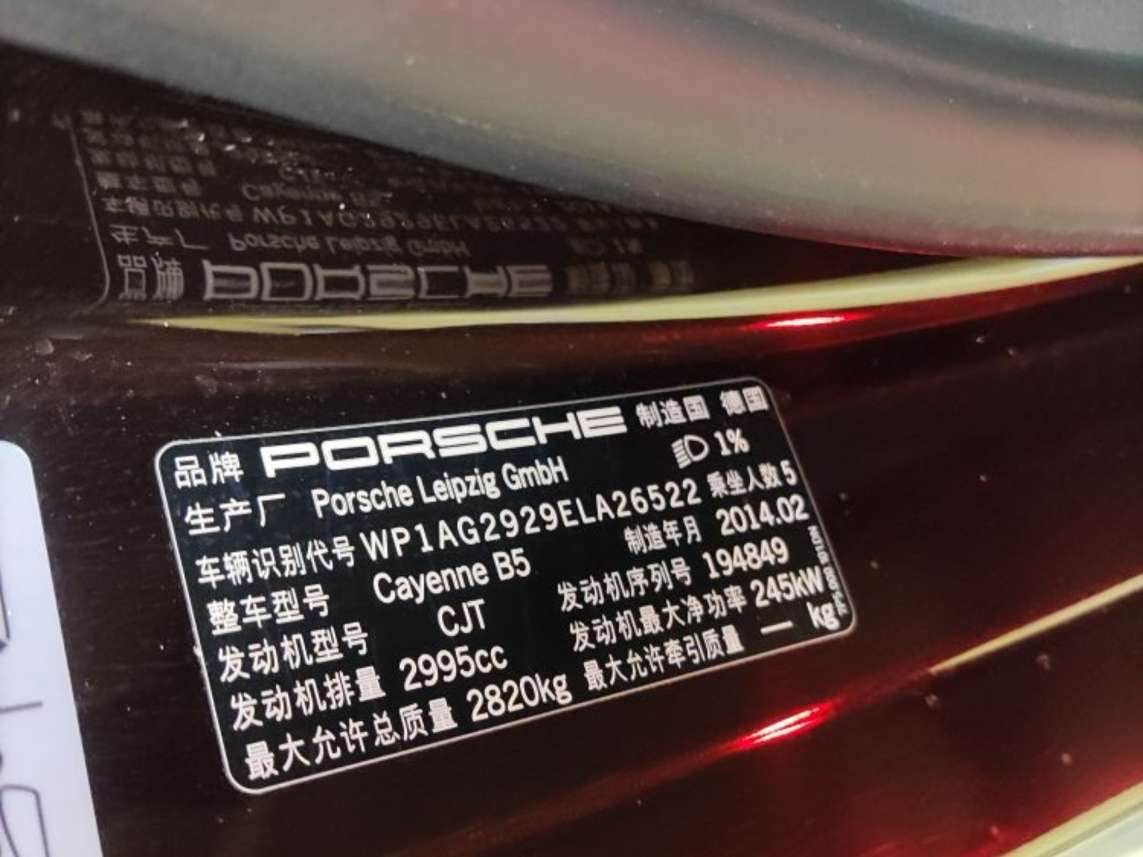 品牌 PORSCHE 制造国 德国
生产厂 Porsche Leipzig GmbH 1%
车辆识别代号 WP1AG2929ELA26522 乘坐人数 5
整车型号 Cayenne B5 制造年月 2014.02
发动机型号 CJT 发动机序列号 194849
发动机排量 2995cc 发动机最大净功率 245kW
最大允许总质量 2820kg 最大允许牵引质量 — kg